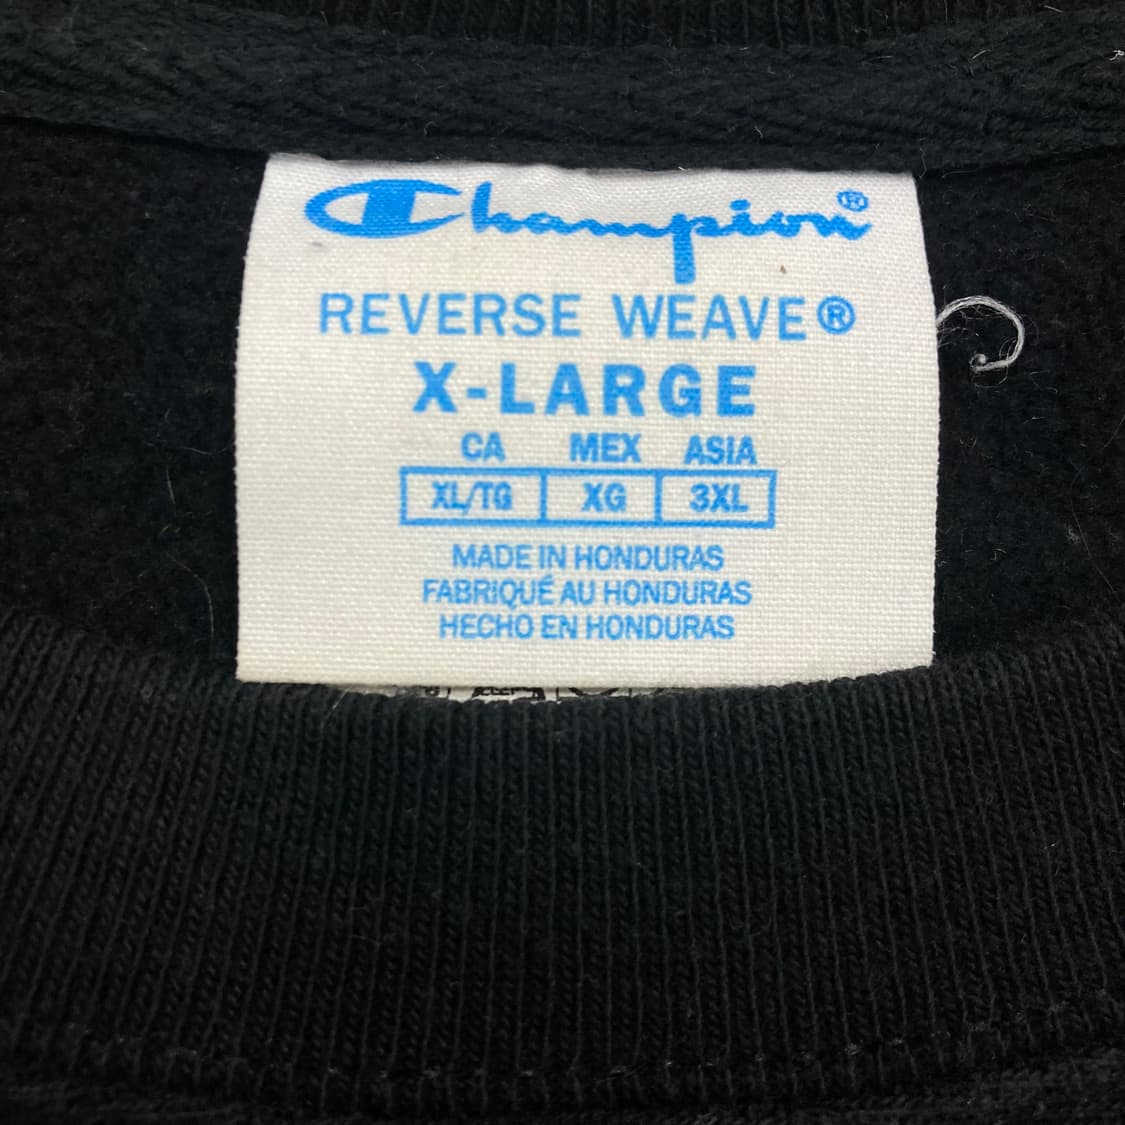 Champion®
REVERSE WEAVE®
X-LARGE
CA MEX ASIA
XL/TG XG 3XL
MADE IN HONDURAS
FABRIQUÉ AU HONDURAS
HECHO EN HONDURAS